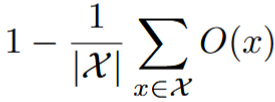 $1 - \frac{1}{|\mathcal{X}|} \sum_{x \in \mathcal{X}} O(x)$